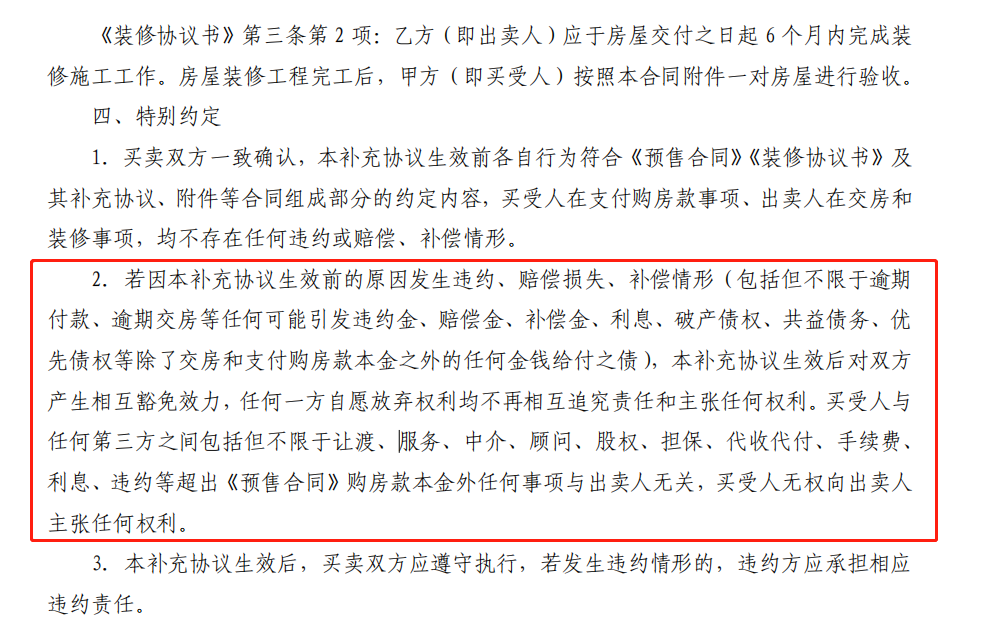 《装修协议书》第三条第 2 项：乙方（即出卖人）应于房屋交付之日起 6 个月内完成装
修施工工作。房屋装修工程完工后，甲方（即买受人）按照本合同附件一对房屋进行验收。
四、特别约定
1. 买卖双方一致确认，本补充协议生效前各自行为符合《预售合同》《装修协议书》及
其补充协议、附件等合同组成部分的约定内容，买受人在支付购房款事项、出卖人在交房和
装修事项，均不存在任何违约或赔偿、补偿情形。
2. 若因本补充协议生效前的原因发生违约、赔偿损失、补偿情形（包括但不限于逾期
付款、逾期交房等任何可能引发违约金、赔偿金、补偿金、利息、破产债权、共益债务、优
先债权等除了交房和支付购房款本金之外的任何金钱给付之债），本补充协议生效后对双方
产生相互豁免效力，任何一方自愿放弃权利均不再相互追究责任和主张任何权利。买受人与
任何第三方之间包括但不限于让渡、服务、中介、顾问、股权、担保、代收代付、手续费、
利息、违约等超出《预售合同》购房款本金外任何事项与出卖人无关，买受人无权向出卖人
主张任何权利。
3. 本补充协议生效后，买卖双方应遵守执行，若发生违约情形的，违约方应承担相应
违约责任。